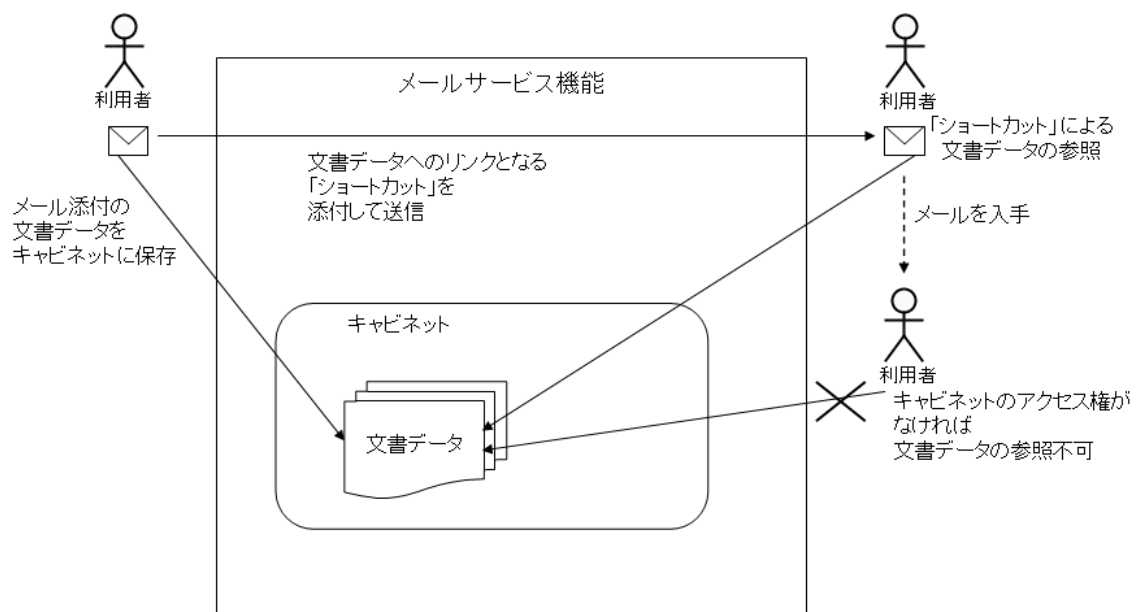 利用者
メールサービス機能
利用者
「ショートカット」による
文書データの参照
文書データへのリンクとなる
「ショートカット」を
添付して送信
メール添付の
文書データを
キャビネットに保存
メールを入手
キャビネット
利用者
文書データ
キャビネットのアクセス権が
なければ
文書データの参照不可